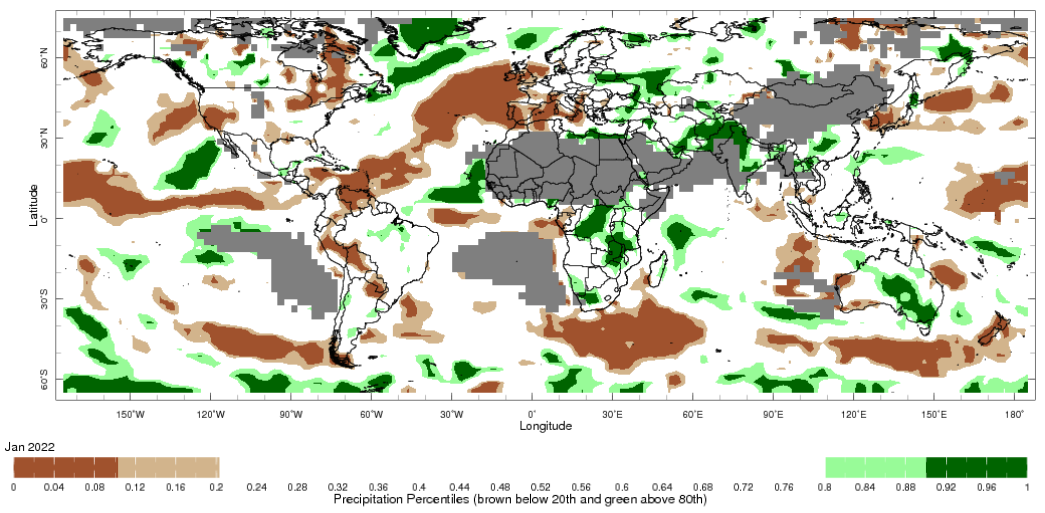 60°N
30°N
0°
30°S
60°S
Latitude
150°W 120°W 90°W 60°W 30°W 0° 30°E 60°E 90°E 120°E 150°E 180°
Longitude
Jan 2022
0 0.04 0.08 0.12 0.16 0.2 0.24 0.28 0.32 0.36 0.4 0.44 0.48 0.52 0.56 0.6 0.64 0.68 0.72 0.76 0.8 0.84 0.88 0.92 0.96 1
Precipitation Percentiles (brown below 20th and green above 80th)